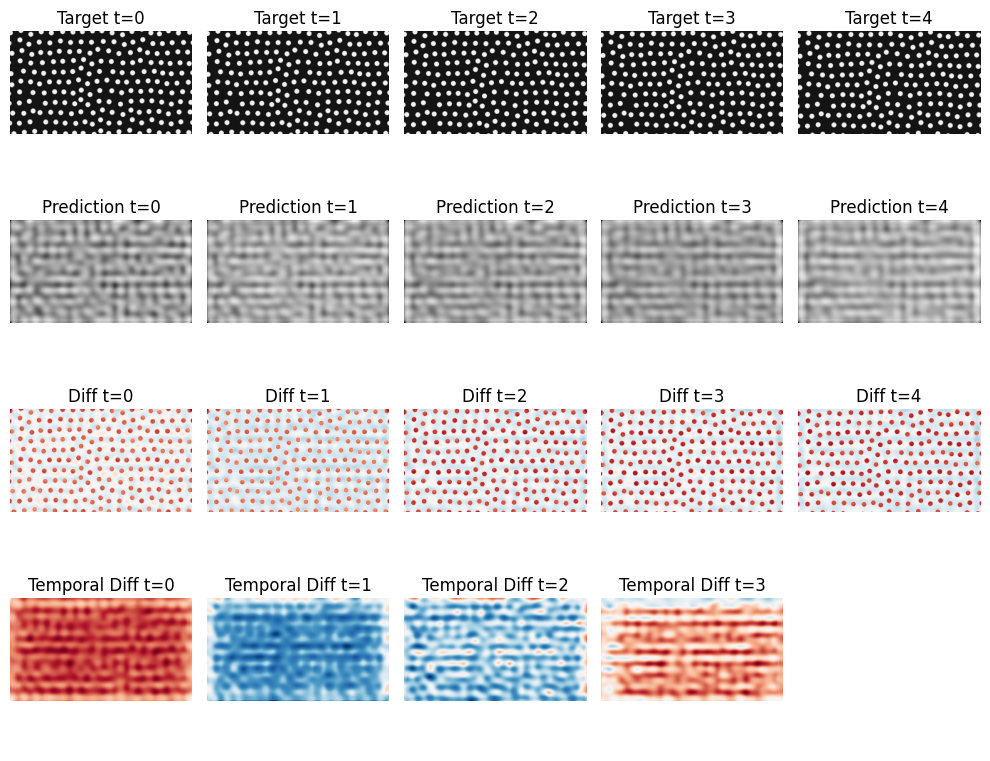 Target t=0 Target t=1 Target t=2 Target t=3 Target t=4
Prediction t=0 Prediction t=1 Prediction t=2 Prediction t=3 Prediction t=4
Diff t=0 Diff t=1 Diff t=2 Diff t=3 Diff t=4
Temporal Diff t=0 Temporal Diff t=1 Temporal Diff t=2 Temporal Diff t=3